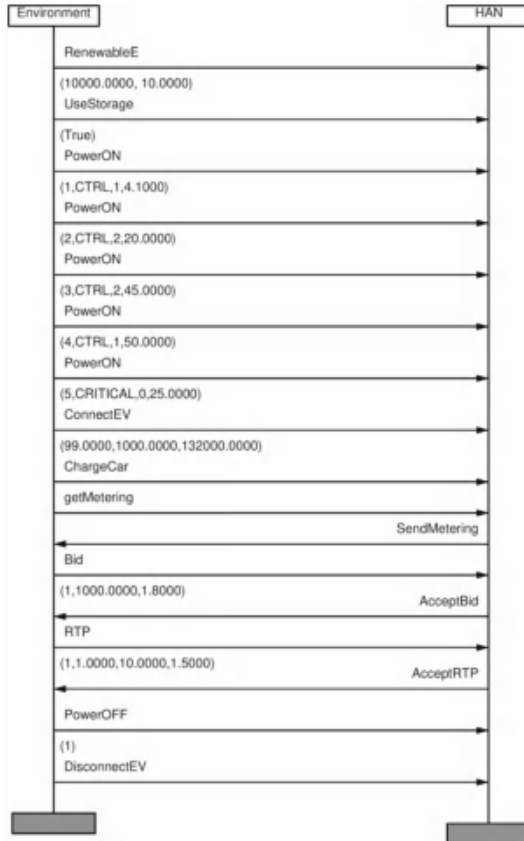 Environment
HAN
RenewableE
(10000.0000, 10.0000)
UseStorage
(True)
PowerON
(1,CTRL,1,4.1000)
PowerON
(2,CTRL,2,20.0000)
PowerON
(3,CTRL,2,45.0000)
PowerON
(4,CTRL,1,50.0000)
PowerON
(5,CRITICAL,0,25.0000)
ConnectEV
(99.0000,1000.0000,132000.0000)
ChargeCar
getMetering
SendMetering
Bid
(1,1000.0000,1.8000)
AcceptBid
RTP
(1,1.0000,10.0000,1.5000)
AcceptRTP
PowerOFF
(1)
DisconnectEV